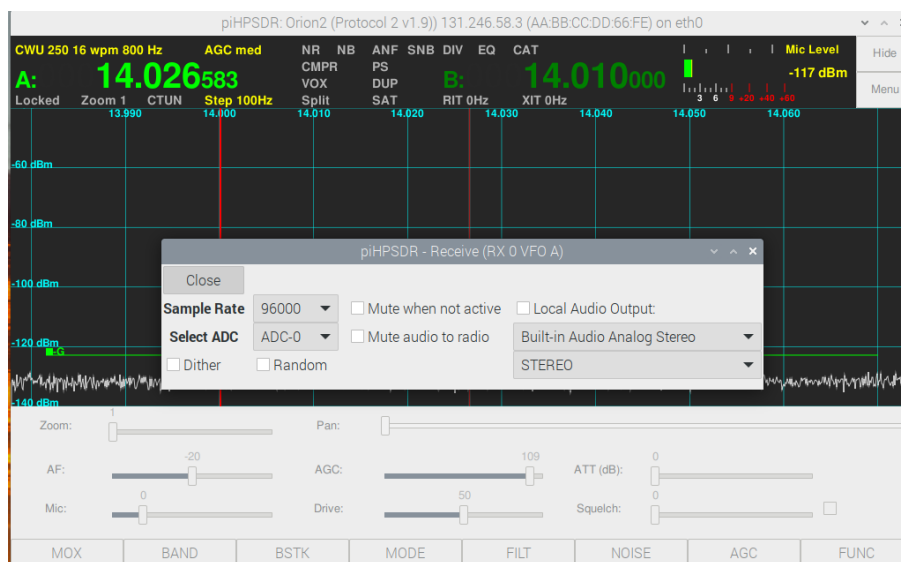 piHPSDR: Orion2 (Protocol 2 v1.9)) 131.246.58.3 (AA:BB:CC:DD:66:FE) on eth0
CWU 250 16 wpm 800 Hz AGC med NR NB ANF SNB DIV EQ CAT Mic Level Hide
CMPR PS
A: 14.026583 VOX DUP B: 14.010000 -117 dBm Menu
Locked Zoom 1 CTUN Step 100Hz Split SAT RIT 0Hz XIT 0Hz 3 6 9 +20 +40 +60
13.990 14.000 14.010 14.020 14.030 14.040 14.050 14.060
-60 dBm
-80 dBm
piHPSDR - Receive (RX 0 VFO A)
Close
-100 dBm
Sample Rate 96000 Mute when not active Local Audio Output:
Select ADC ADC-0 Mute audio to radio Built-in Audio Analog Stereo
-120 dBm
-G
Dither Random STEREO
-140 dBm
1
Zoom: Pan:
-20 109 0
AF: AGC: ATT (dB):
0 50 0
Mic: Drive: Squelch:
MOX BAND BSTK MODE FILT NOISE AGC FUNC